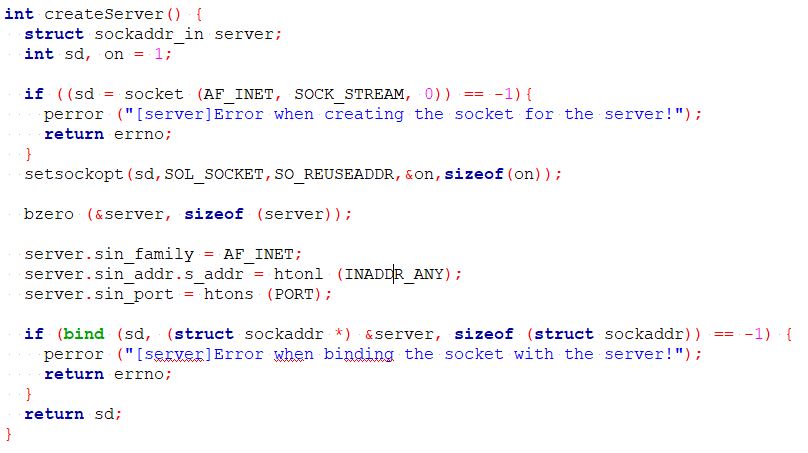 int createServer() {
  struct sockaddr_in server;
  int sd, on = 1;

  if ((sd = socket (AF_INET, SOCK_STREAM, 0)) == -1){
    perror ("[server]Error when creating the socket for the server!");
    return errno;
  }
  setsockopt(sd,SOL_SOCKET,SO_REUSEADDR,&on,sizeof(on));

  bzero (&server, sizeof (server));

  server.sin_family = AF_INET;
  server.sin_addr.s_addr = htonl (INADDR_ANY);
  server.sin_port = htons (PORT);

  if (bind (sd, (struct sockaddr *) &server, sizeof (struct sockaddr)) == -1) {
    perror ("[server]Error when binding the socket with the server!");
    return errno;
  }
  return sd;
}